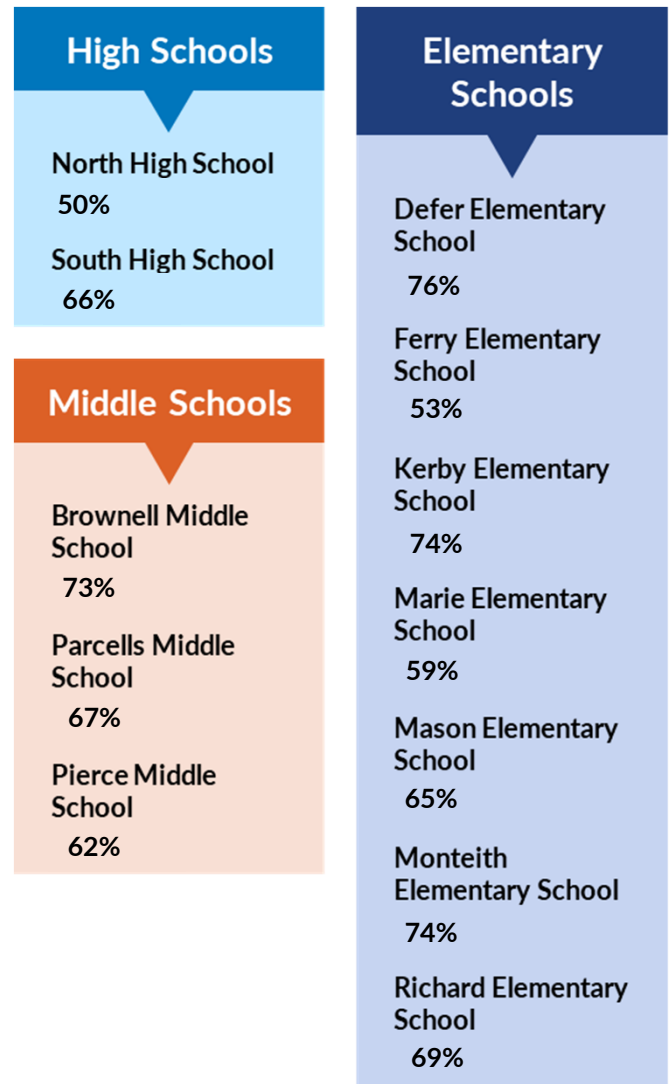 High Schools
North High School
50%
South High School
66%
Middle Schools
Brownell Middle
School
73%
Parcells Middle
School
67%
Pierce Middle
School
62%
Elementary
Schools
Defer Elementary
School
76%
Ferry Elementary
School
53%
Kerby Elementary
School
74%
Marie Elementary
School
59%
Mason Elementary
School
65%
Monteith
Elementary School
74%
Richard Elementary
School
69%